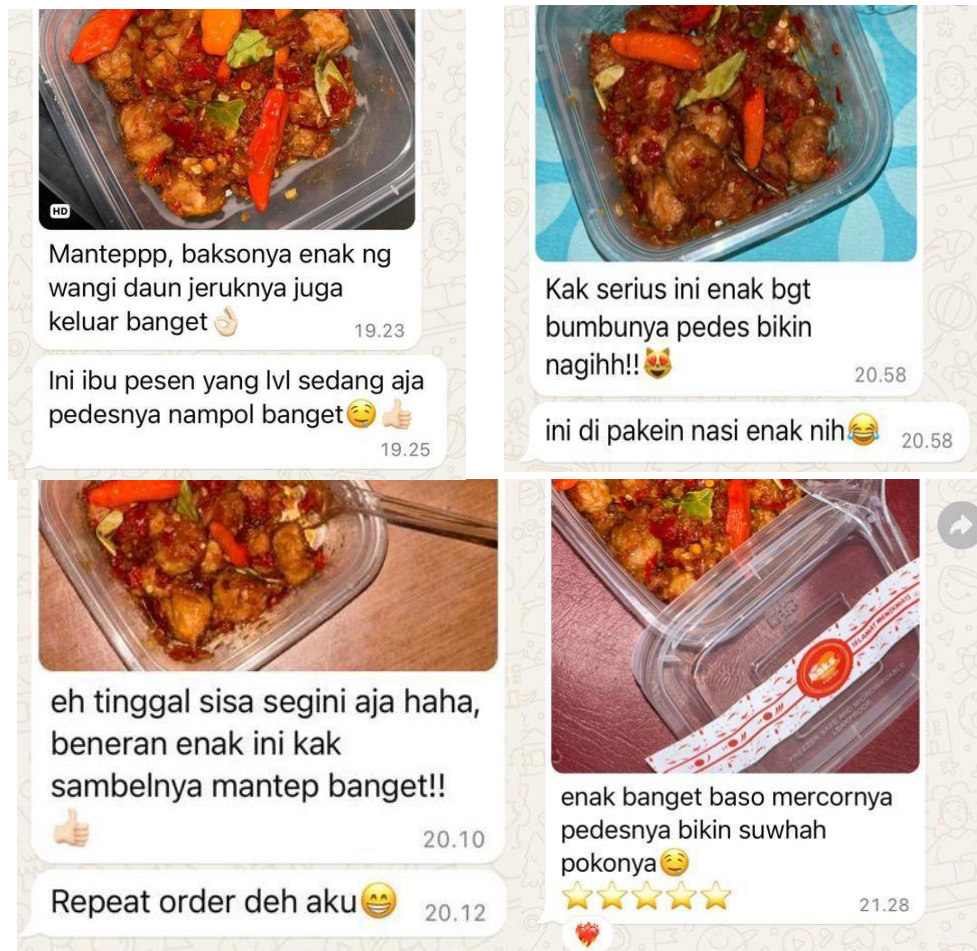 HD
Manteppp, baksonya enak ng
wangi daun jeruknya juga
keluar banget👌🏻
19.23
Ini ibu pesen yang lvl sedang aja
pedesnya nampol banget🤤👍🏻
19.25
Kak serius ini enak bgt
bumbunya pedes bikin
nagihh!!😻
20.58
ini di pakein nasi enak nih😂
20.58
eh tinggal sisa segini aja haha,
beneran enak ini kak
sambelnya mantep banget!!
👍🏻
20.10
Repeat order deh aku😁
20.12
SELAMAT MENIKMATI
enak banget baso mercornya
pedesnya bikin suwhah
pokonya🤤
⭐⭐⭐⭐⭐
21.28